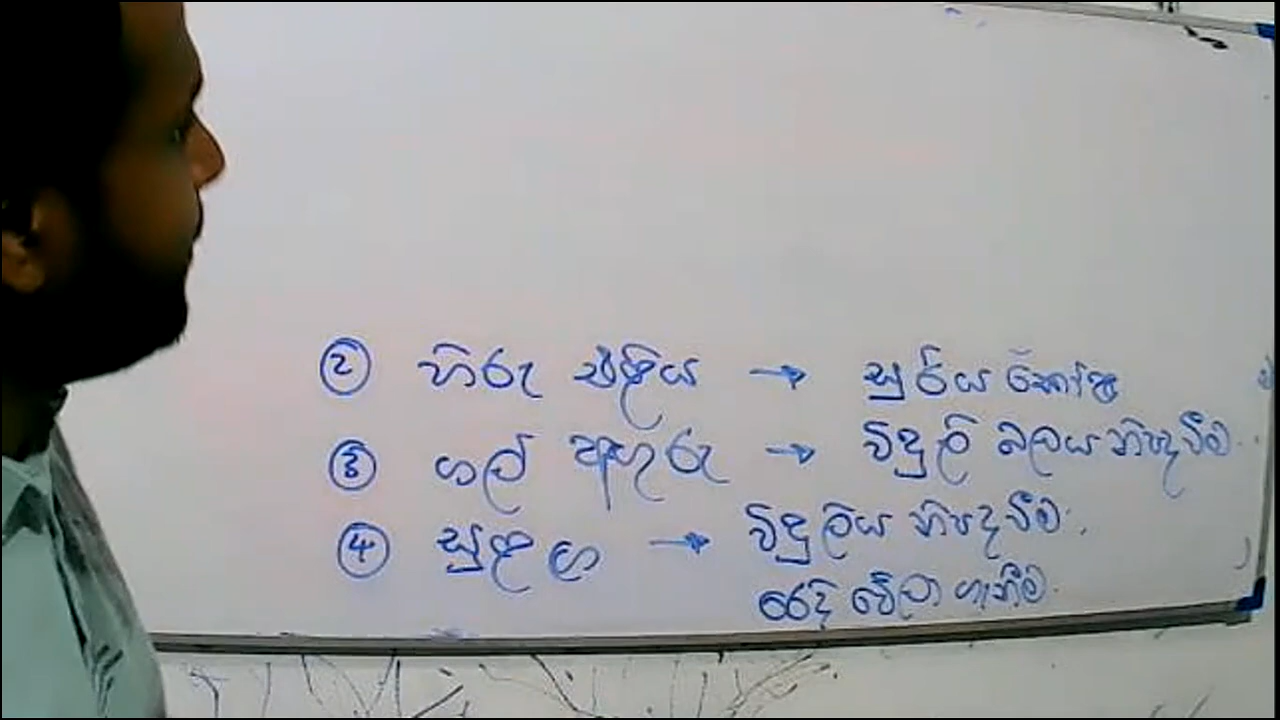 ② හිරු එළිය → සූර්ය කෝෂ
③ ගල් අඟුරු → විදුලි බලය නිපදවීම.
④ සුළඟ → විදුලිය නිපදවීම.
රෙදි වේලා ගැනීම